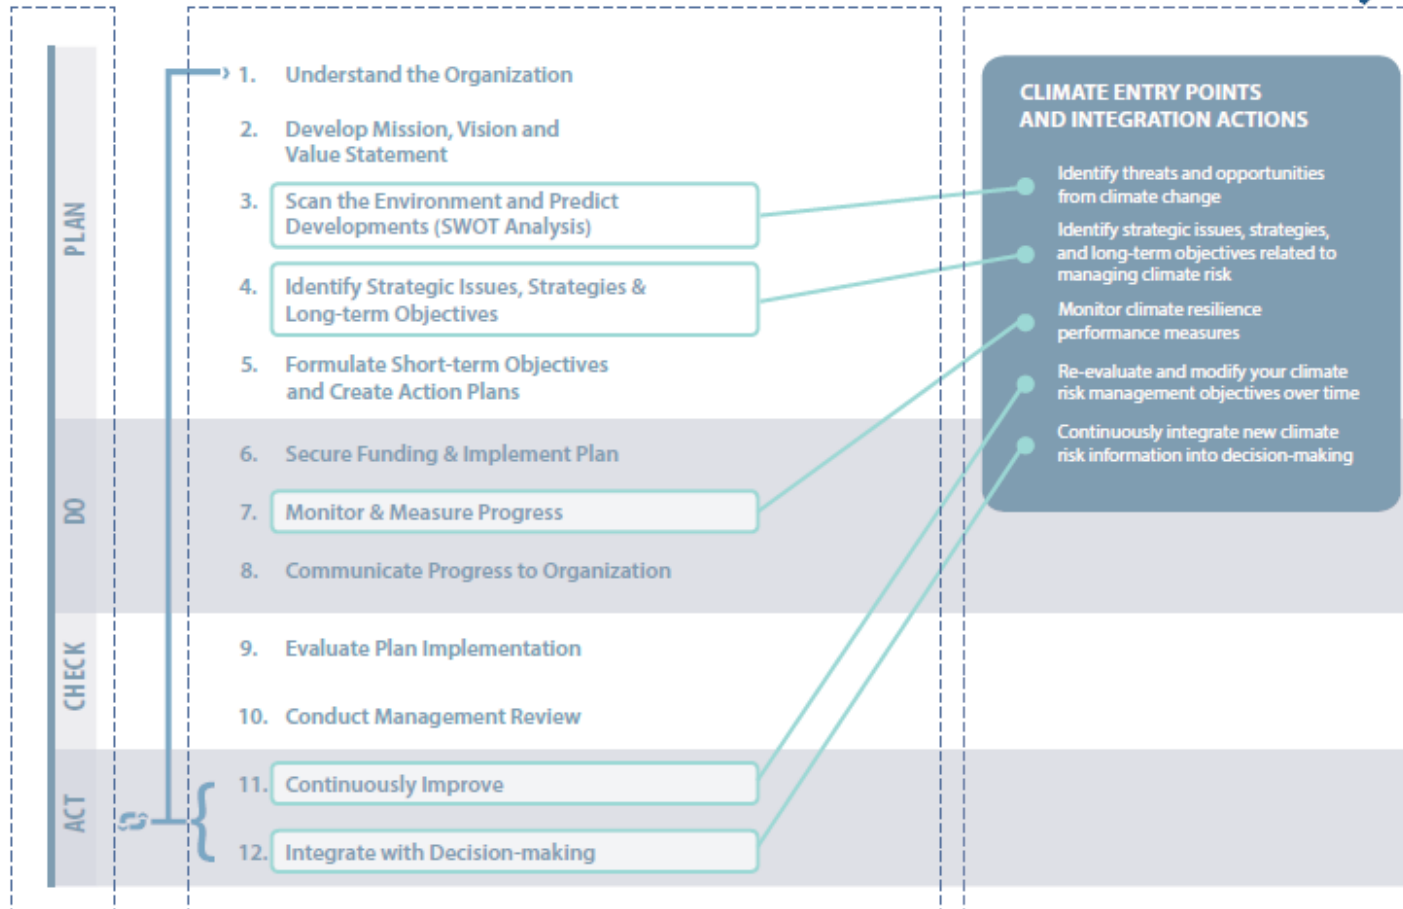 PLAN
1. Understand the Organization
2. Develop Mission, Vision and
Value Statement
3. Scan the Environment and Predict
Developments (SWOT Analysis)
4. Identify Strategic Issues, Strategies &
Long-term Objectives
5. Formulate Short-term Objectives
and Create Action Plans
DO
6. Secure Funding & Implement Plan
7. Monitor & Measure Progress
8. Communicate Progress to Organization
CHECK
9. Evaluate Plan Implementation
10. Conduct Management Review
ACT
11. Continuously Improve
12. Integrate with Decision-making
CLIMATE ENTRY POINTS
AND INTEGRATION ACTIONS
Identify threats and opportunities
from climate change
Identify strategic issues, strategies,
and long-term objectives related to
managing climate risk
Monitor climate resilience
performance measures
Re-evaluate and modify your climate
risk management objectives over time
Continuously integrate new climate
risk information into decision-making